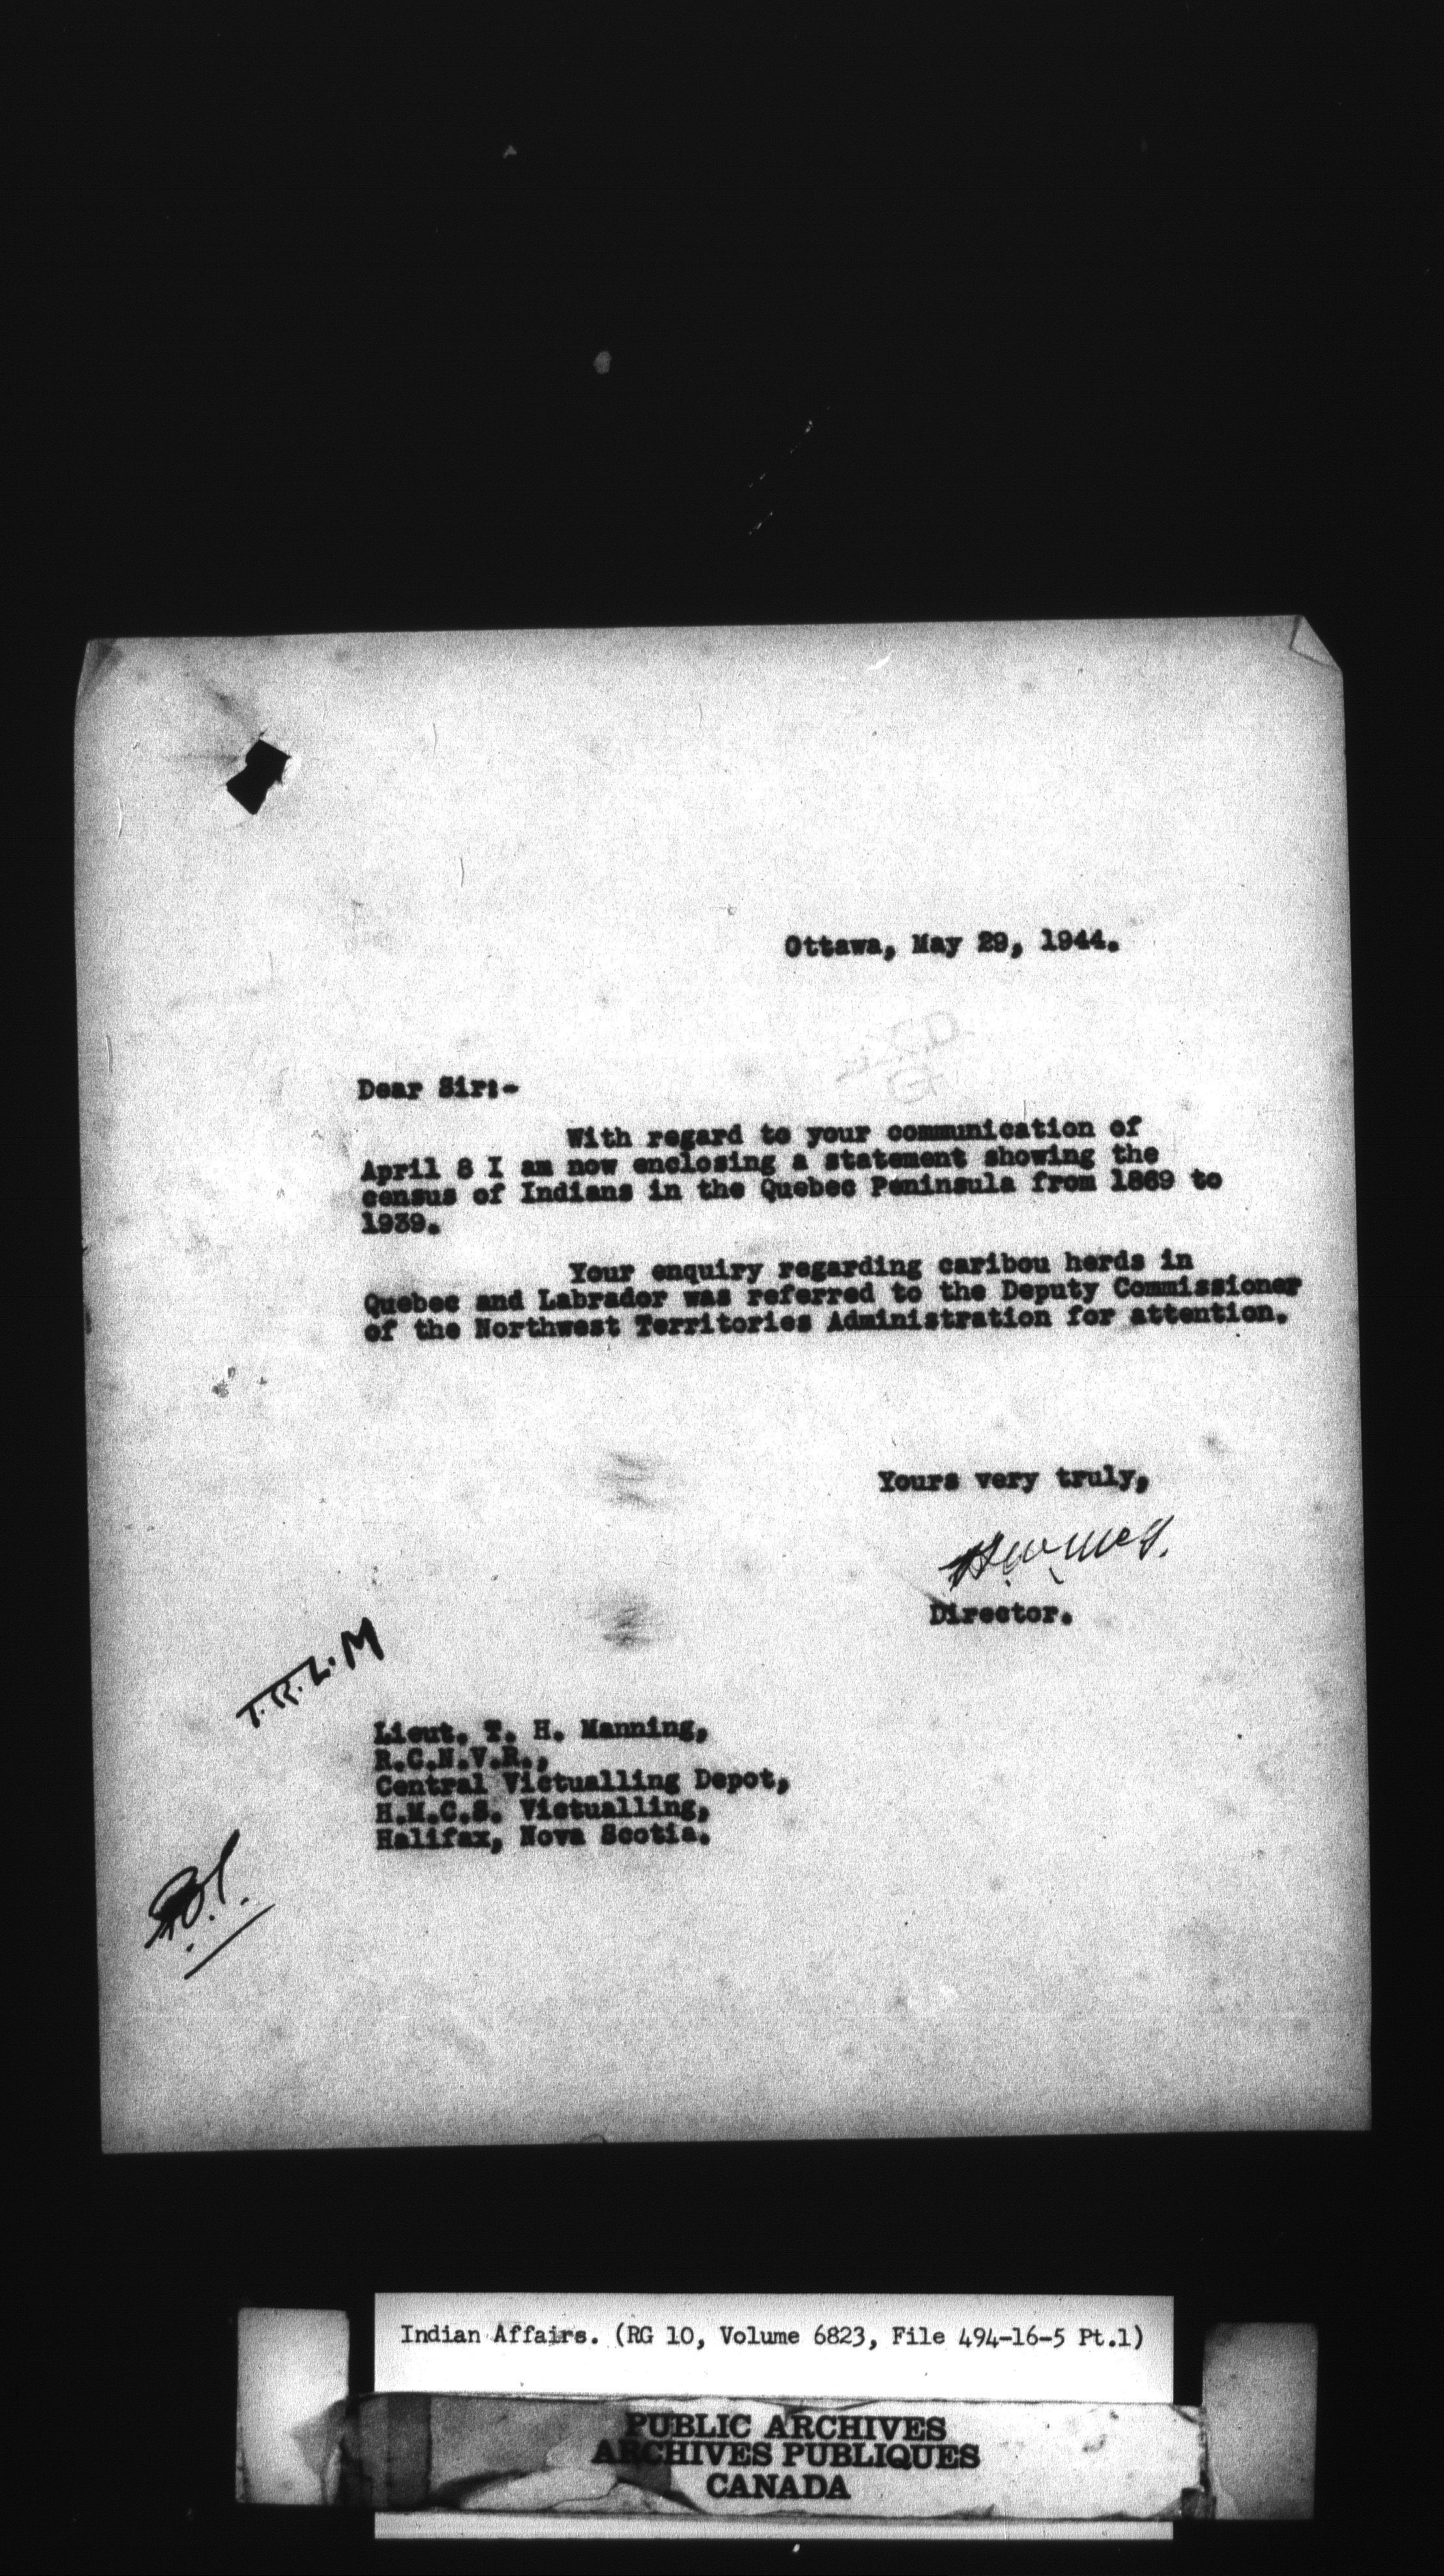 Ottawa, May 29, 1944.
Dear Sir:-
With regard to your communication of
April 8 I am now enclosing a statement showing the
census of Indians in the Quebec Peninsula from 1869 to
1939.
Your enquiry regarding caribou herds in
Quebec and Labrador was referred to the Deputy Commissioner
of the Northwest Territories Administration for attention.
Yours very truly,
Director.
T.R.L.M
Lieut. T. H. Manning,
R.C.N.V.R.,
Central Victualling Depot,
H.M.C.S. Victualling,
Halifax, Nova Scotia.
Indian Affairs. (RG 10, Volume 6823, File 494-16-5 Pt.1)
PUBLIC ARCHIVES
ARCHIVES PUBLIQUES
CANADA